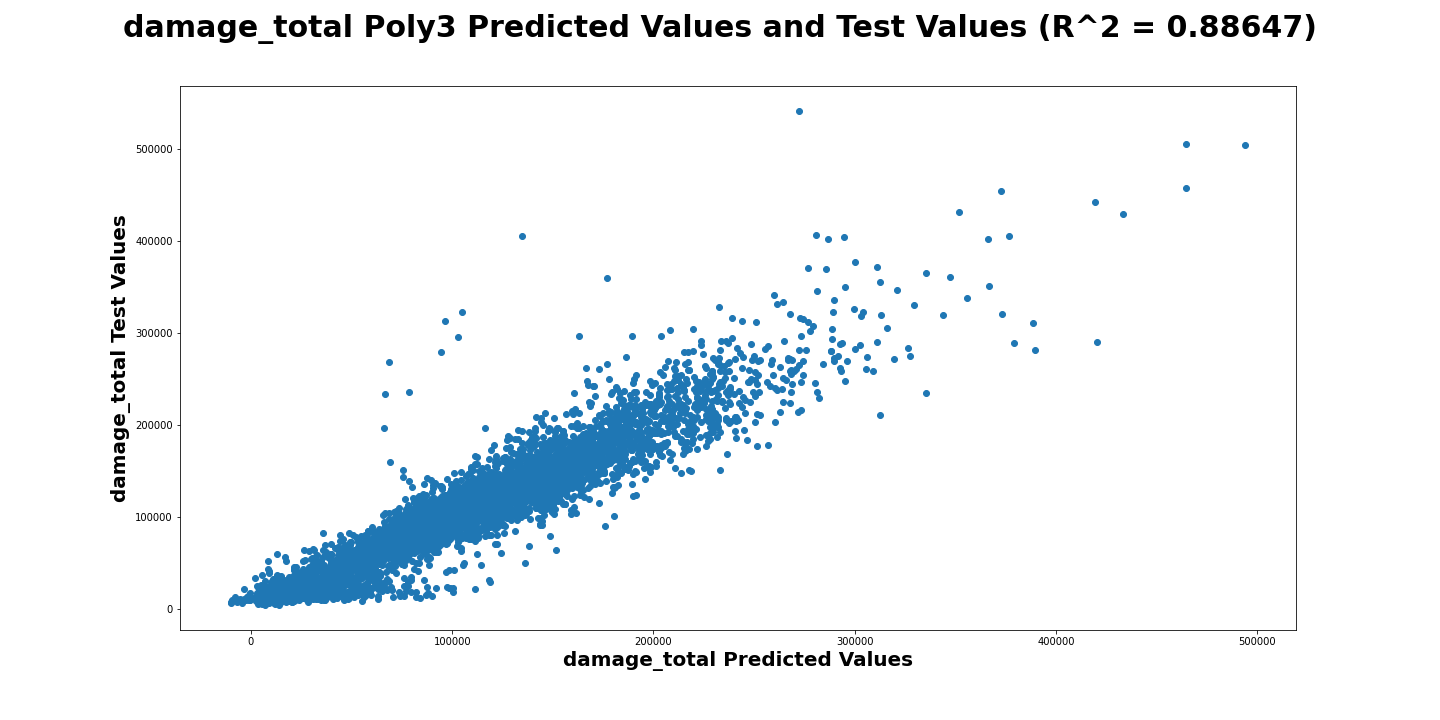 damage_total Poly3 Predicted Values and Test Values (R^2 = 0.88647)
damage_total Test Values
500000
400000
300000
200000
100000
0
0 100000 200000 300000 400000 500000
damage_total Predicted Values